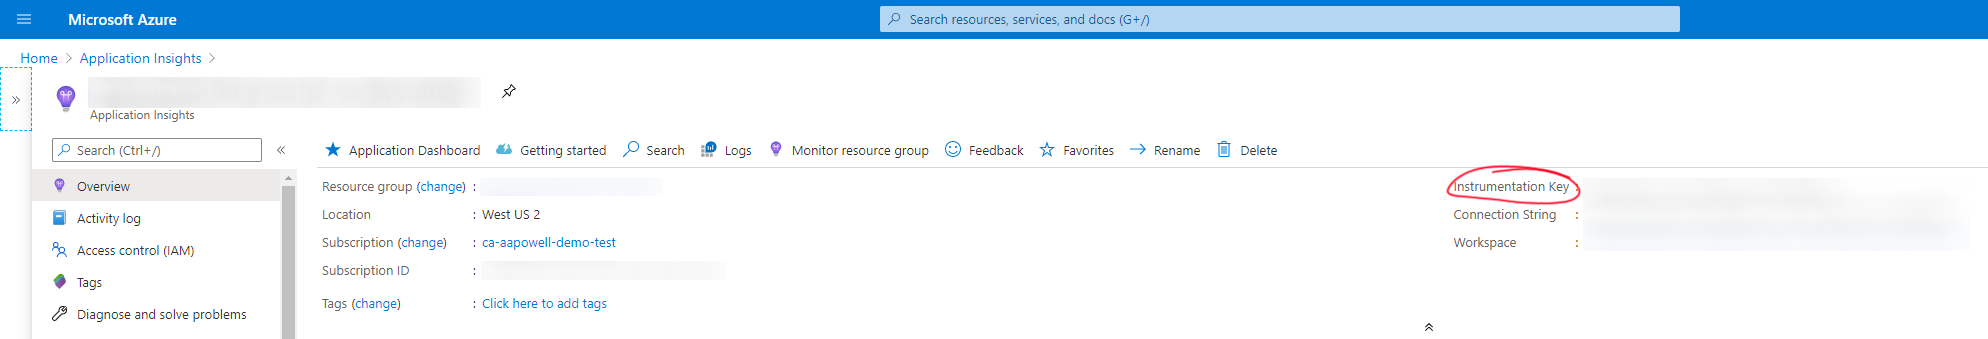 Microsoft Azure
Search resources, services, and docs (G+/)
Home > Application Insights >
Application Insights
Search (Ctrl+/)
Overview
Activity log
Access control (IAM)
Tags
Diagnose and solve problems
Application Dashboard Getting started Search Logs Monitor resource group Feedback Favorites Rename Delete
Resource group (change) :
Location : West US 2
Subscription (change) : ca-aapowell-demo-test
Subscription ID :
Tags (change) : Click here to add tags
Instrumentation Key :
Connection String :
Workspace :